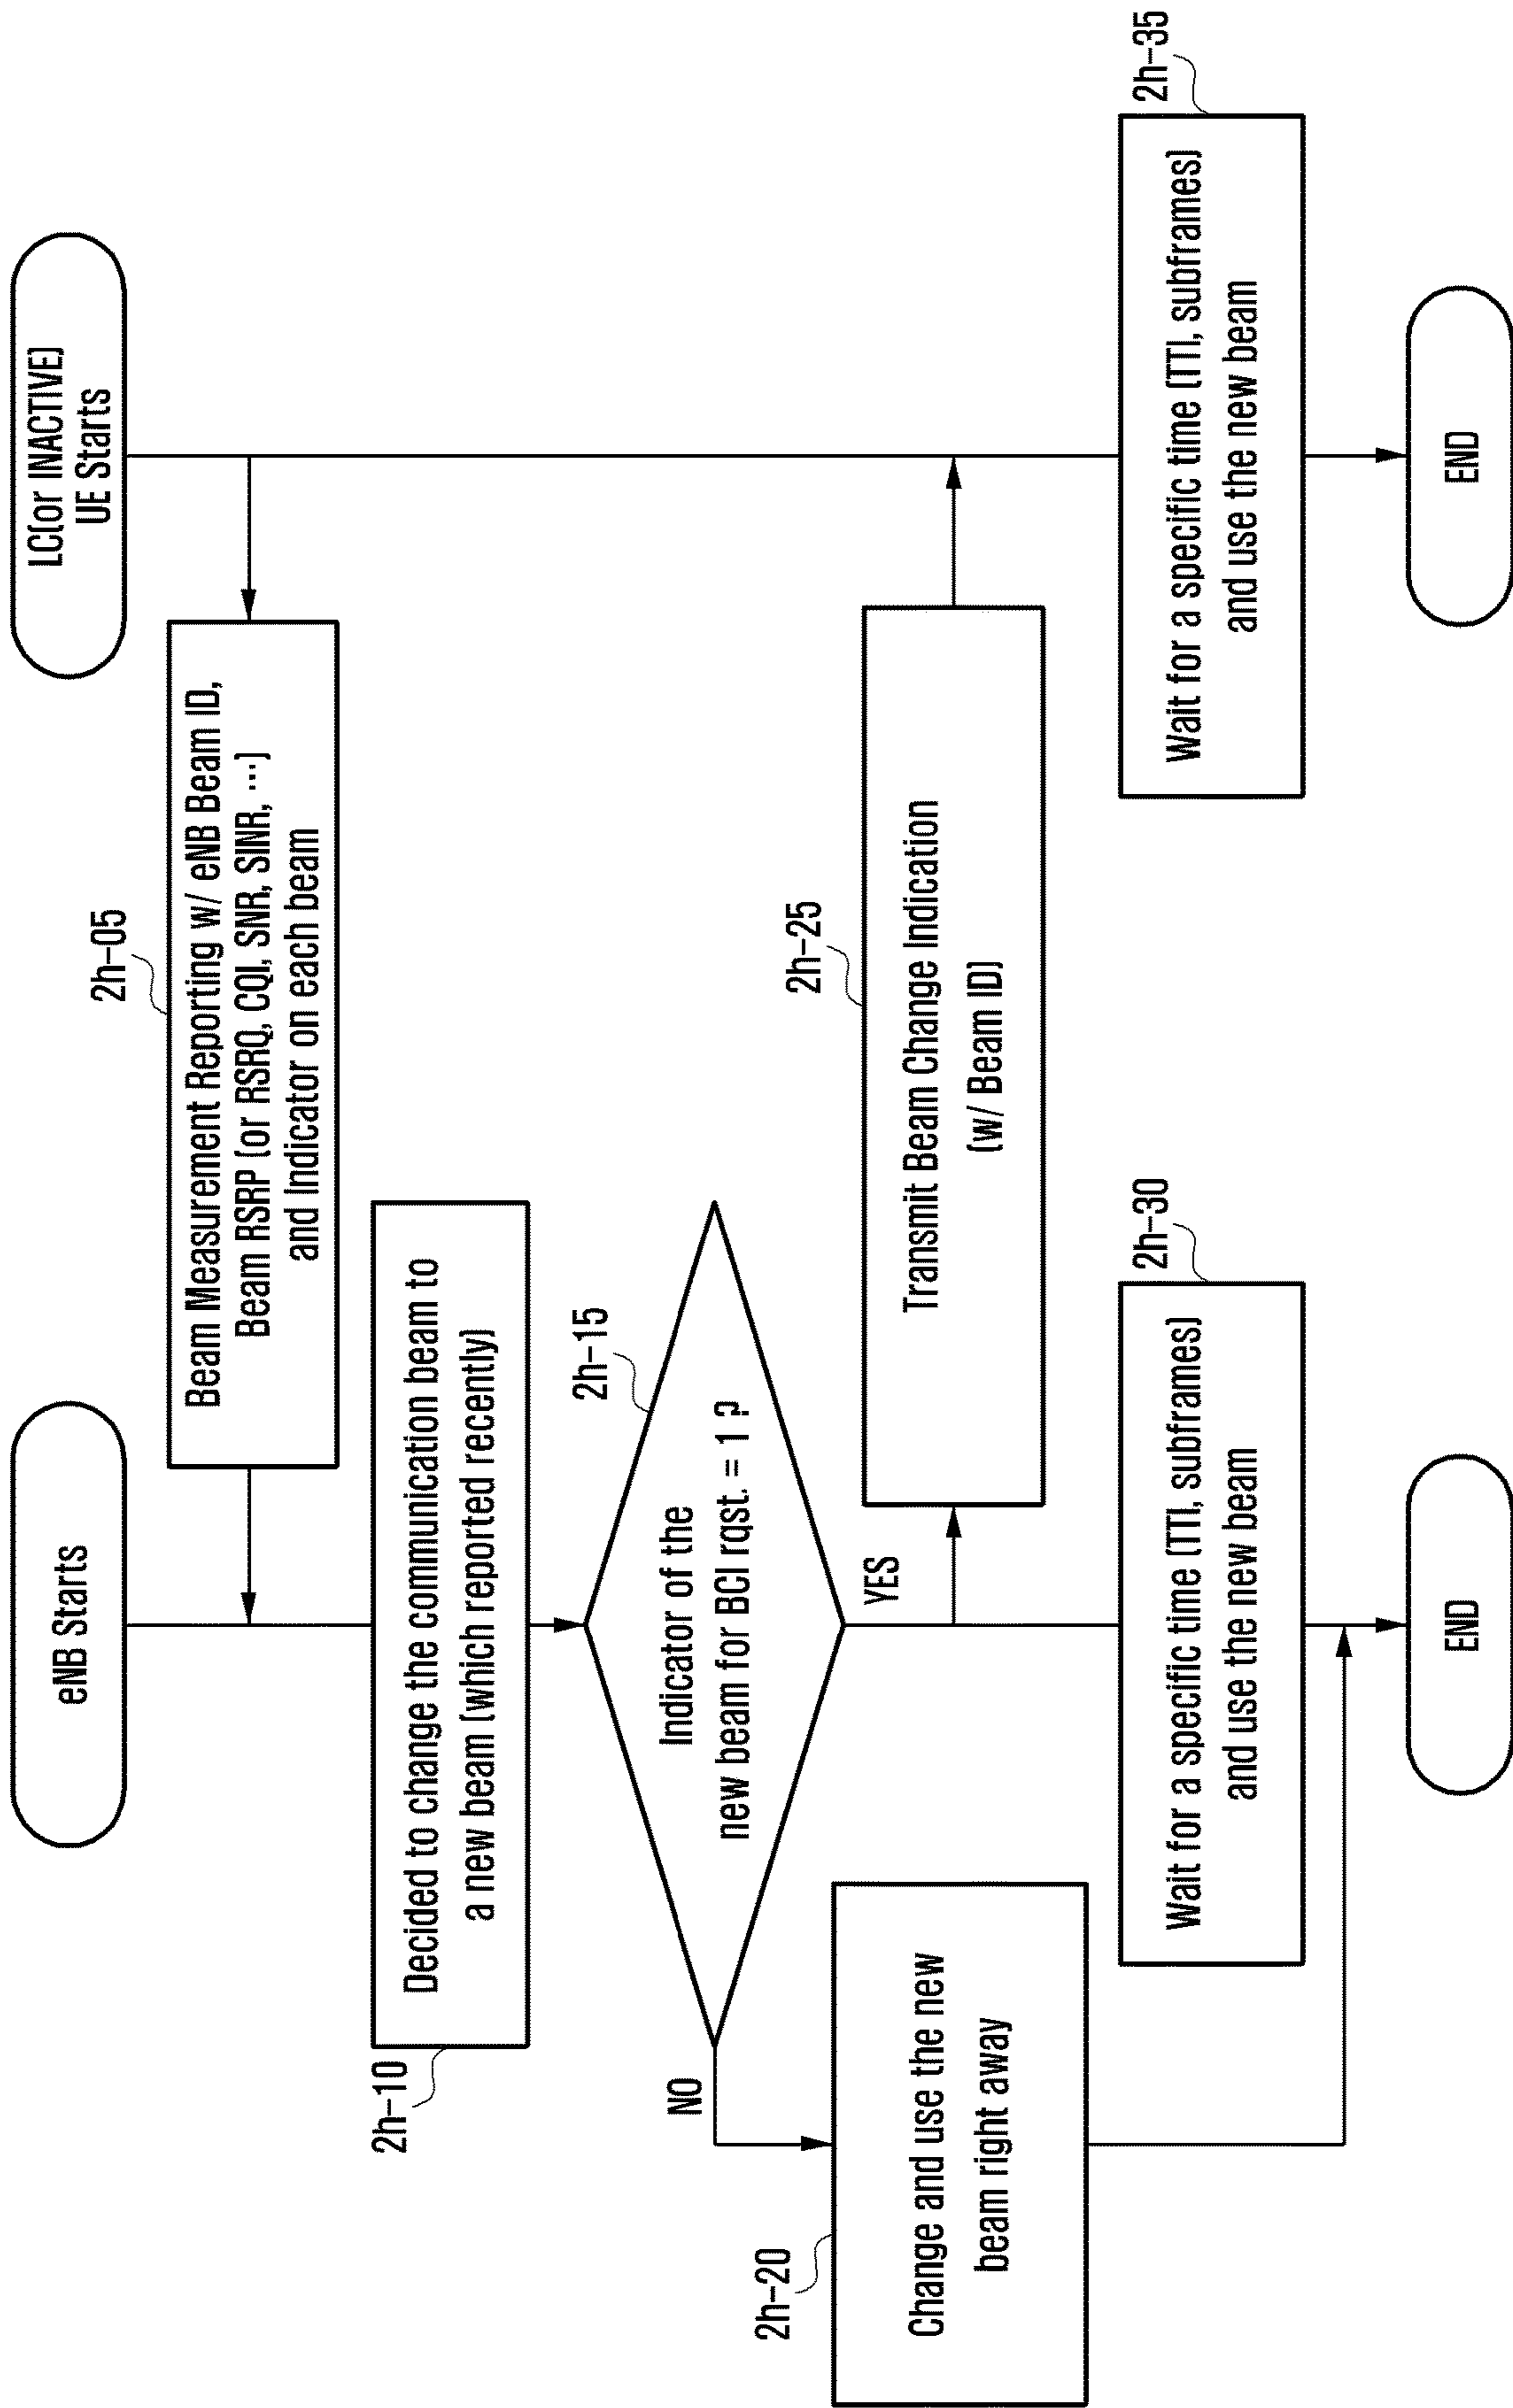 eNB Starts
LC(or INACTIVE)
UE Starts
2h-05
Beam Measurement Reporting w/ eNB Beam ID,
Beam RSRP (or RSRQ, CQI, SNR, SINR, ...)
and Indicator on each beam
2h-10
Decided to change the communication beam to
a new beam (which reported recently)
2h-15
Indicator of the
new beam for BCI rqst. = 1 ?
NO
YES
2h-20
Change and use the new
beam right away
2h-25
Transmit Beam Change Indication
(w/ Beam ID)
2h-30
Wait for a specific time (TTI, subframes)
and use the new beam
2h-35
Wait for a specific time (TTI, subframes)
and use the new beam
END
END